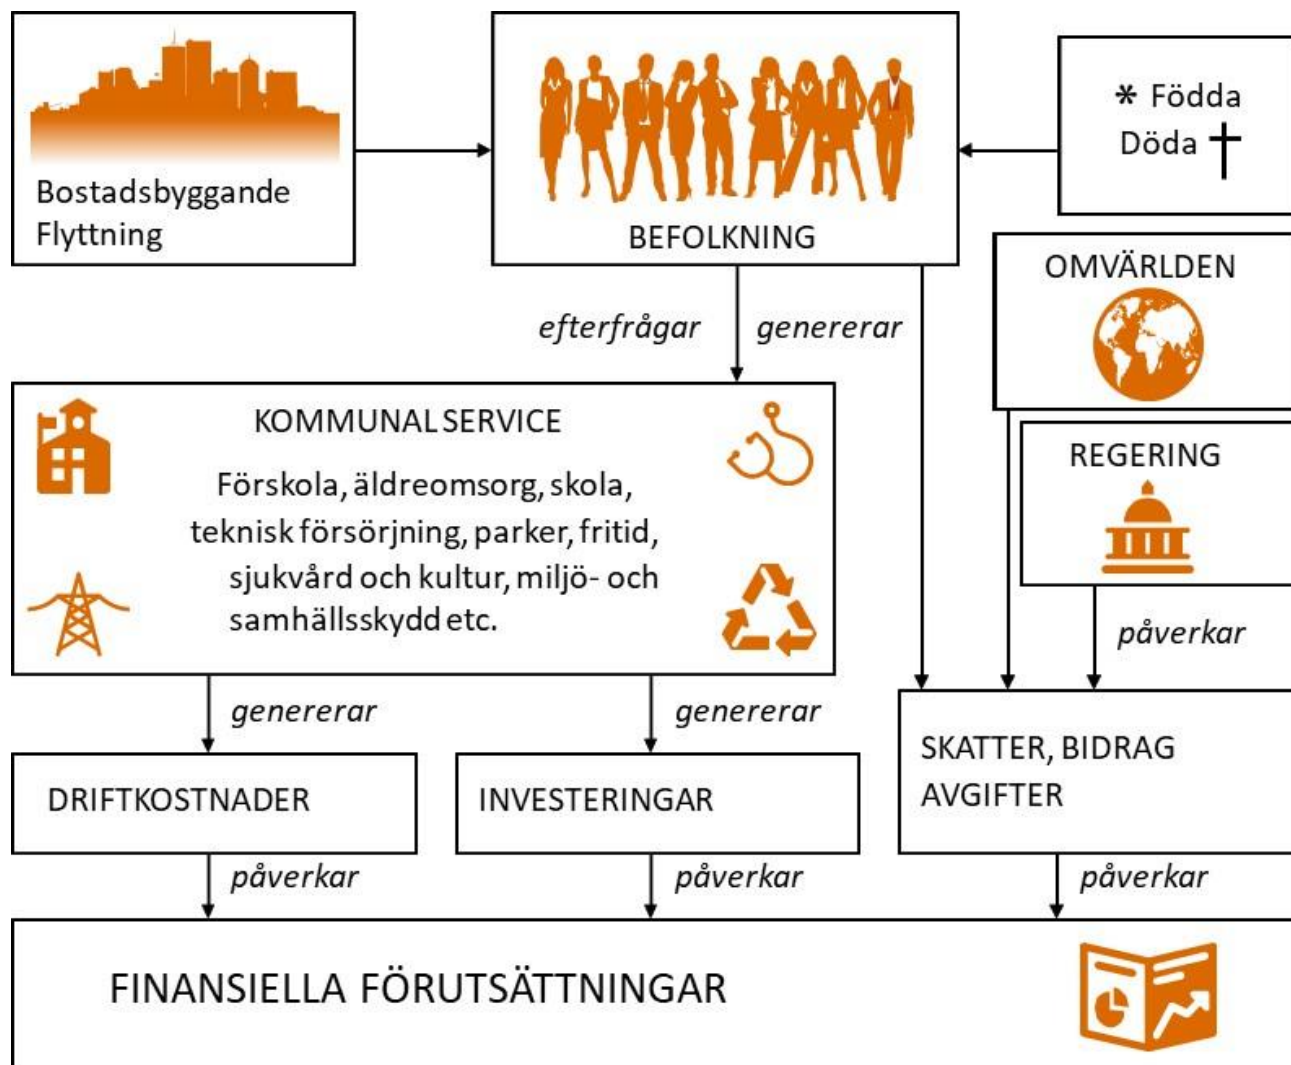 Bostadsbyggande
Flyttning
BEFOLKNING
* Födda
Döda †
OMVÄRLDEN
efterfrågar
genererar
REGERING
KOMMUNAL SERVICE
Förskola, äldreomsorg, skola,
teknisk försörjning, parker, fritid,
sjukvård och kultur, miljö- och
samhällsskydd etc.
påverkar
genererar
genererar
DRIFTKOSTNADER
INVESTERINGAR
SKATTER, BIDRAG
AVGIFTER
påverkar
påverkar
påverkar
FINANSIELLA FÖRUTSÄTTNINGAR